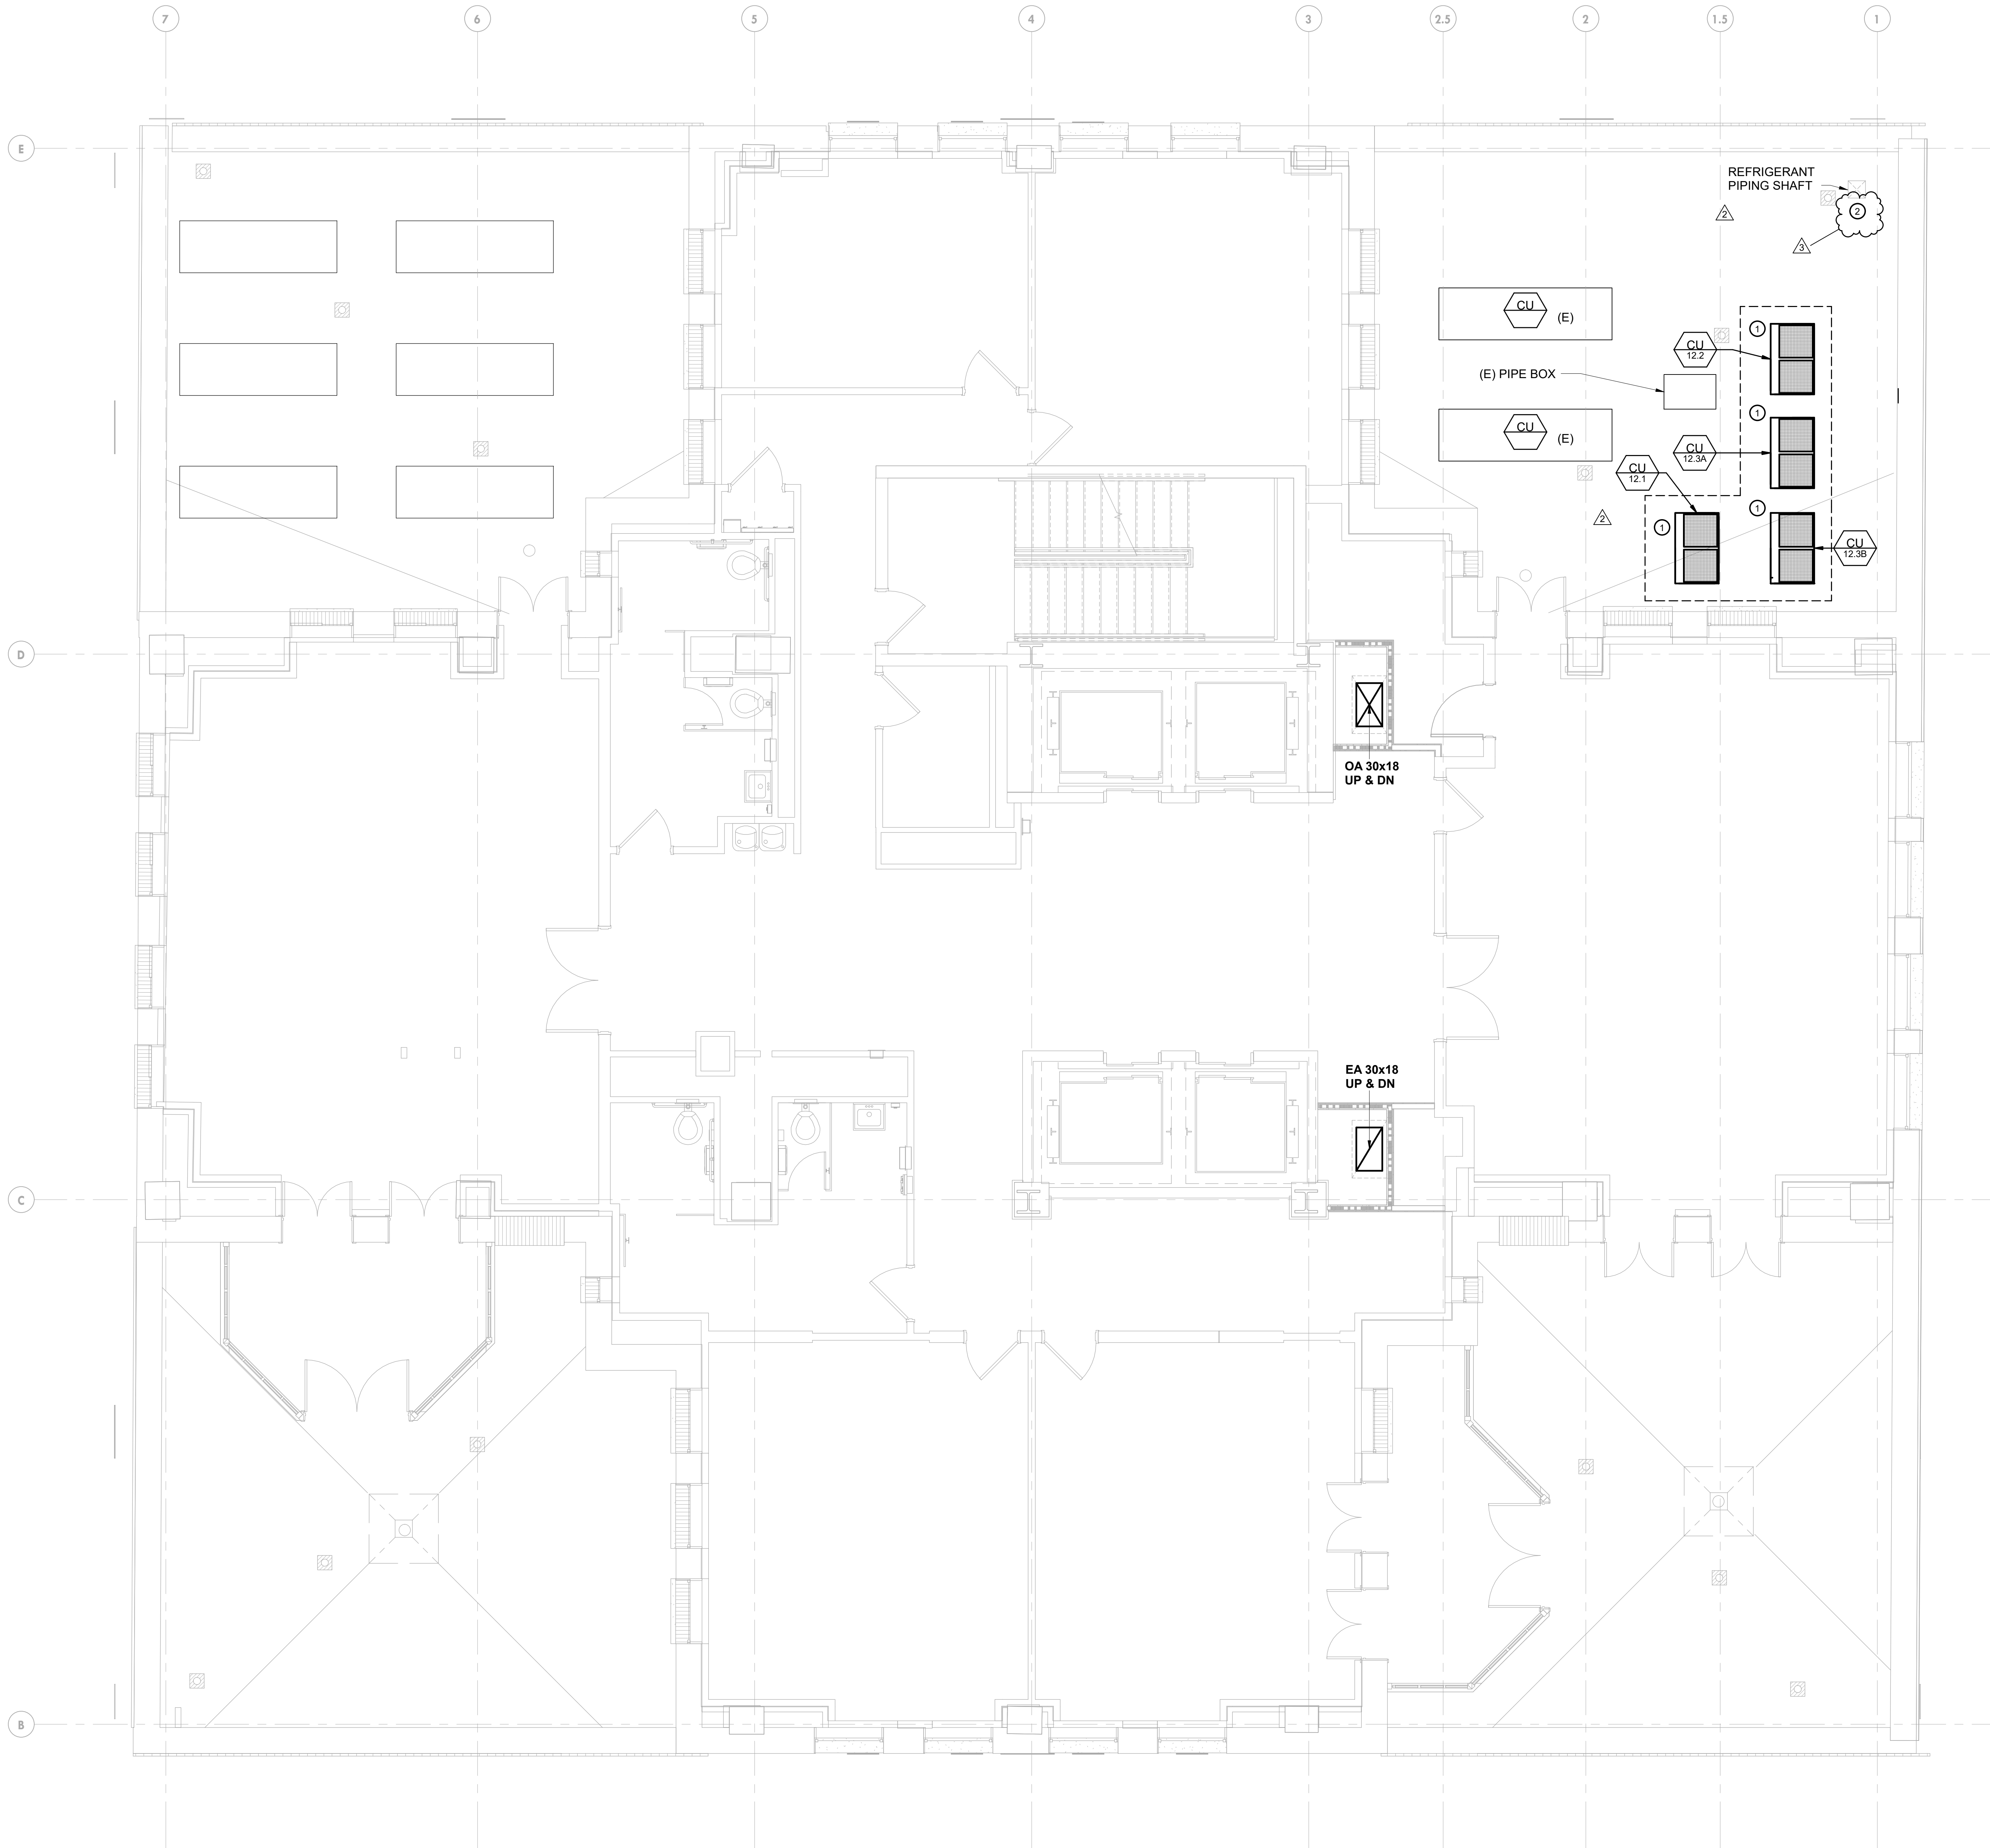 7
6
5
4
3
2.5
2
1.5
1
E
REFRIGERANT
PIPING SHAFT
2
2
3
CU
(E)
1
CU
12.2
(E) PIPE BOX
1
CU
(E)
CU
12.3A
CU
12.1
1
2
1
CU
12.3B
D
OA 30x18
UP & DN
EA 30x18
UP & DN
C
B